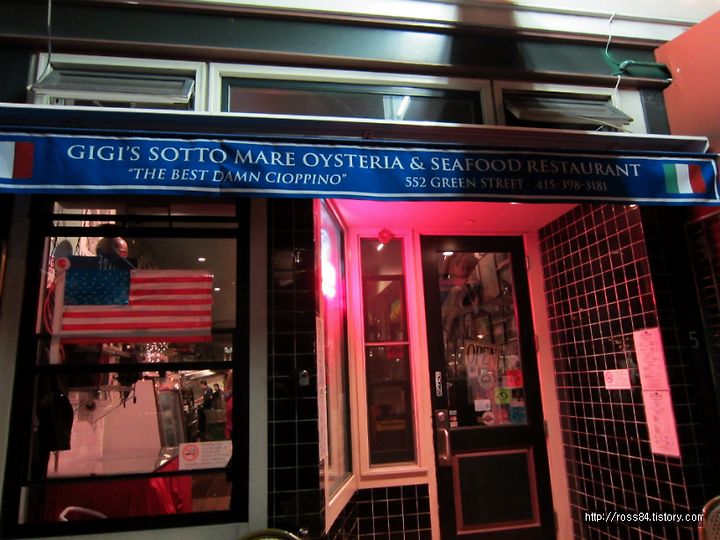 GIGI'S SOTTO MARE OYSTERIA & SEAFOOD RESTAURANT
"THE BEST DAMN CIOPPINO" 552 GREEN STREET · 415-398-3181
OPEN
5
http://ross84.tistory.com